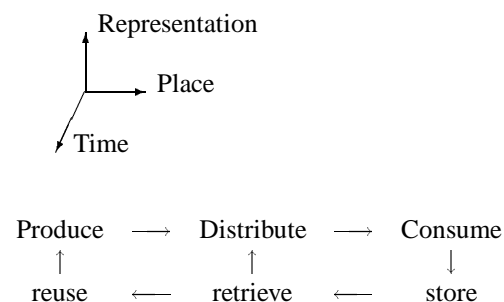 Representation
Place
Time
Produce → Distribute → Consume
↑ ↑ ↓
reuse ← retrieve ← store